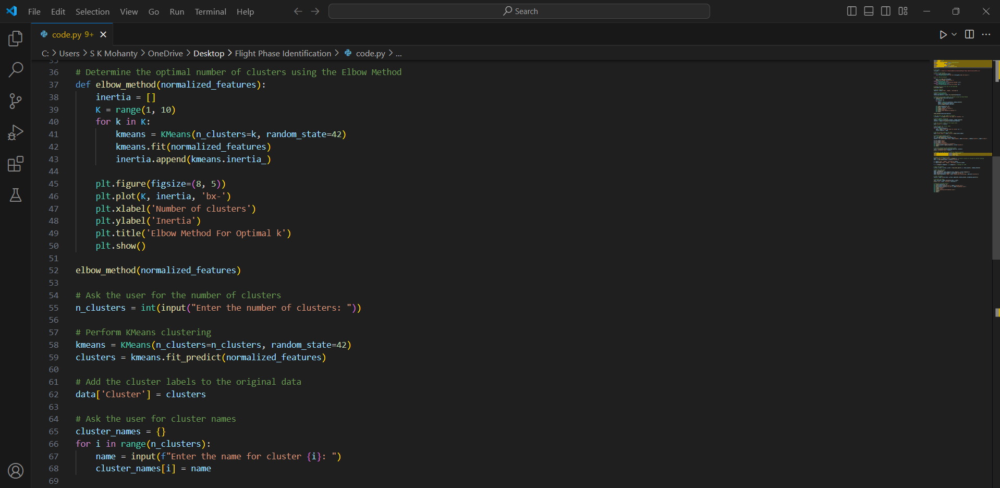 File Edit Selection View Go Run Terminal Help Search
code.py 9+
C: > Users > S K Mohanty > OneDrive > Desktop > Flight Phase Identification > code.py > ...
35
36 # Determine the optimal number of clusters using the Elbow Method
37 def elbow_method(normalized_features):
38     inertia = []
39     K = range(1, 10)
40     for k in K:
41         kmeans = KMeans(n_clusters=k, random_state=42)
42         kmeans.fit(normalized_features)
43         inertia.append(kmeans.inertia_)
44
45     plt.figure(figsize=(8, 5))
46     plt.plot(K, inertia, 'bx-')
47     plt.xlabel('Number of clusters')
48     plt.ylabel('Inertia')
49     plt.title('Elbow Method For Optimal k')
50     plt.show()
51
52 elbow_method(normalized_features)
53
54 # Ask the user for the number of clusters
55 n_clusters = int(input("Enter the number of clusters: "))
56
57 # Perform KMeans clustering
58 kmeans = KMeans(n_clusters=n_clusters, random_state=42)
59 clusters = kmeans.fit_predict(normalized_features)
60
61 # Add the cluster labels to the original data
62 data['Cluster'] = clusters
63
64 # Ask the user for cluster names
65 cluster_names = {}
66 for i in range(n_clusters):
67     name = input(f"Enter the name for cluster {i}: ")
68     cluster_names[i] = name
69